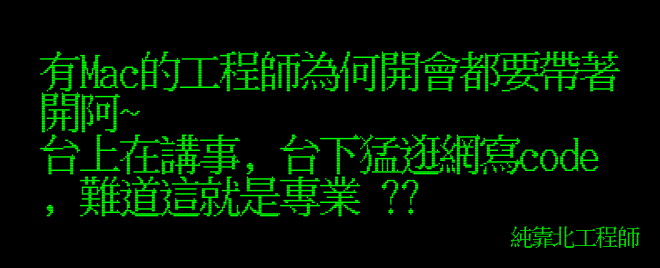 有Mac的工程師為何開會都要帶著
開阿~
台上在講事, 台下猛逛網寫code
, 難道這就是專業 ??
純靠北工程師